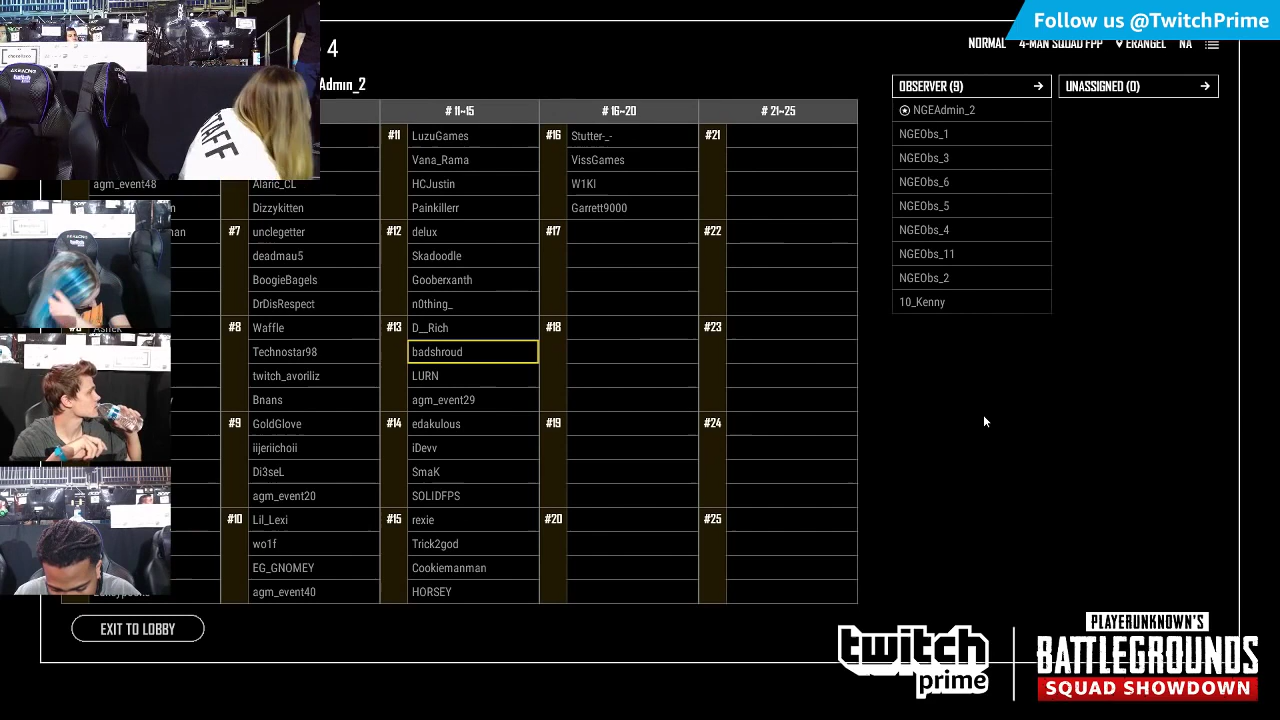 Follow us @TwitchPrime
4
NORMAL 4-MAN SQUAD FPP ERANGEL NA
Admin_2
OBSERVER (9)
UNASSIGNED (0)
# 11~15
# 16~20
# 21~25
STAFF
agm_event48
Alaric_CL
Dizzykitten
#7 unclegetter
deadmau5
BoogieBagels
DrDisRespect
#8 Waffle
Technostar98
twitch_avoriliz
Bnans
#9 GoldGlove
iijeriichoii
Di3seL
agm_event20
#10 Lil_Lexi
wo1f
EG_GNOMEY
agm_event40
#11 LuzuGames
Vana_Rama
HCJustin
Painkillerr
#12 delux
Skadoodle
Gooberxanth
n0thing_
#13 D__Rich
badshroud
LURN
agm_event29
#14 edakulous
iDevv
SmaK
SOLIDFPS
#15 rexie
Trick2god
Cookiemanman
HORSEY
#16 Stutter-_-
VissGames
W1KI
Garrett9000
#17
#18
#19
#20
#21
#22
#23
#24
#25
NGEAdmin_2
NGEObs_1
NGEObs_3
NGEObs_6
NGEObs_5
NGEObs_4
NGEObs_11
NGEObs_2
10_Kenny
EXIT TO LOBBY
twitch
prime
PLAYERUNKNOWN'S
BATTLEGROUNDS
SQUAD SHOWDOWN